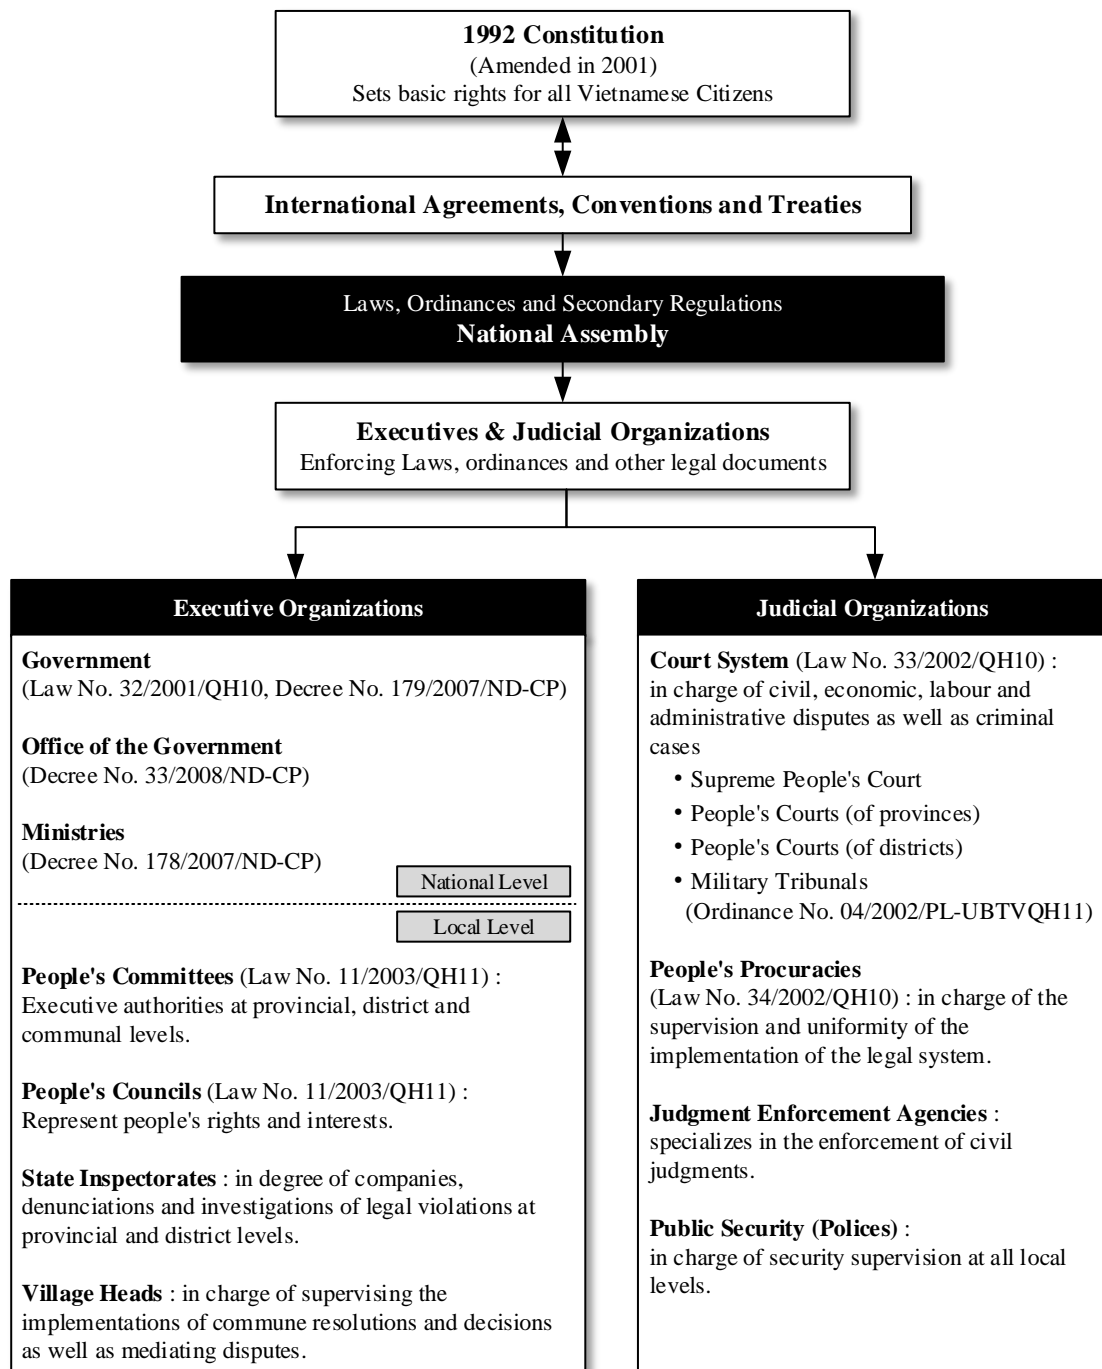 1992 Constitution
(Amended in 2001)
Sets basic rights for all Vietnamese Citizens
International Agreements, Conventions and Treaties
Laws, Ordinances and Secondary Regulations
National Assembly
Executives & Judicial Organizations
Enforcing Laws, ordinances and other legal documents
Executive Organizations
Government
(Law No. 32/2001/QH10, Decree No. 179/2007/ND-CP)
Office of the Government
(Decree No. 33/2008/ND-CP)
Ministries
(Decree No. 178/2007/ND-CP)
National Level
Local Level
People's Committees (Law No. 11/2003/QH11) :
Executive authorities at provincial, district and
communal levels.
People's Councils (Law No. 11/2003/QH11) :
Represent people's rights and interests.
State Inspectorates : in degree of companies,
denunciations and investigations of legal violations at
provincial and district levels.
Village Heads : in charge of supervising the
implementations of commune resolutions and decisions
as well as mediating disputes.
Judicial Organizations
Court System (Law No. 33/2002/QH10) :
in charge of civil, economic, labour and
administrative disputes as well as criminal
cases
• Supreme People's Court
• People's Courts (of provinces)
• People's Courts (of districts)
• Military Tribunals
(Ordinance No. 04/2002/PL-UBTVQH11)
People's Procuracies
(Law No. 34/2002/QH10) : in charge of the
supervision and uniformity of the
implementation of the legal system.
Judgment Enforcement Agencies :
specializes in the enforcement of civil
judgments.
Public Security (Polices) :
in charge of security supervision at all local
levels.